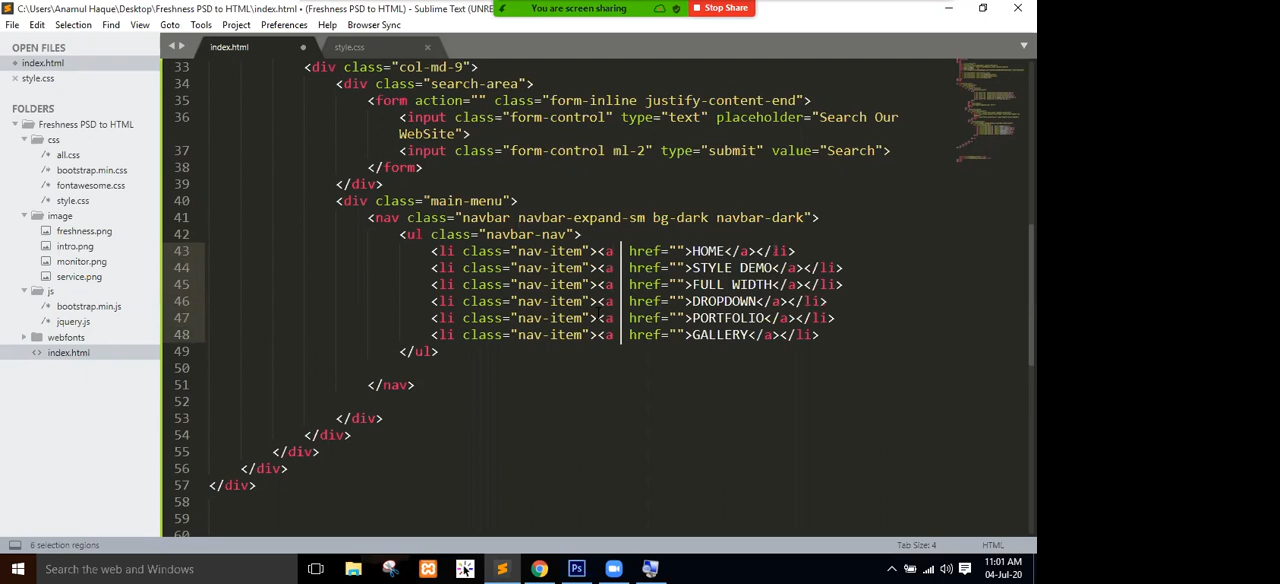 C:\Users\Anamul Haque\Desktop\Freshness PSD to HTML\index.html • (Freshness PSD to HTML) - Sublime Text (UNRE
You are screen sharing
Stop Share
File Edit Selection Find View Goto Tools Project Preferences Help Browser Sync
OPEN FILES
index.html
style.css
FOLDERS
Freshness PSD to HTML
css
all.css
bootstrap.min.css
fontawesome.css
style.css
image
freshness.png
intro.png
monitor.png
service.png
js
bootstrap.min.js
jquery.js
webfonts
index.html
index.html
style.css
33 <div class="col-md-9">
34 <div class="search-area">
35 <form action="" class="form-inline justify-content-end">
36 <input class="form-control" type="text" placeholder="Search Our
WebSite">
37 <input class="form-control ml-2" type="submit" value="Search">
38 </form>
39 </div>
40 <div class="main-menu">
41 <nav class="navbar navbar-expand-sm bg-dark navbar-dark">
42 <ul class="navbar-nav">
43 <li class="nav-item"><a href="">HOME</a></li>
44 <li class="nav-item"><a href="">STYLE DEMO</a></li>
45 <li class="nav-item"><a href="">FULL WIDTH</a></li>
46 <li class="nav-item"><a href="">DROPDOWN</a></li>
47 <li class="nav-item"><a href="">PORTFOLIO</a></li>
48 <li class="nav-item"><a href="">GALLERY</a></li>
49 </ul>
50
51 </nav>
52
53 </div>
54 </div>
55 </div>
56 </div>
57 </div>
58
59
60
6 selection regions
Tab Size: 4
HTML
Search the web and Windows
11:01 AM
04-Jul-20